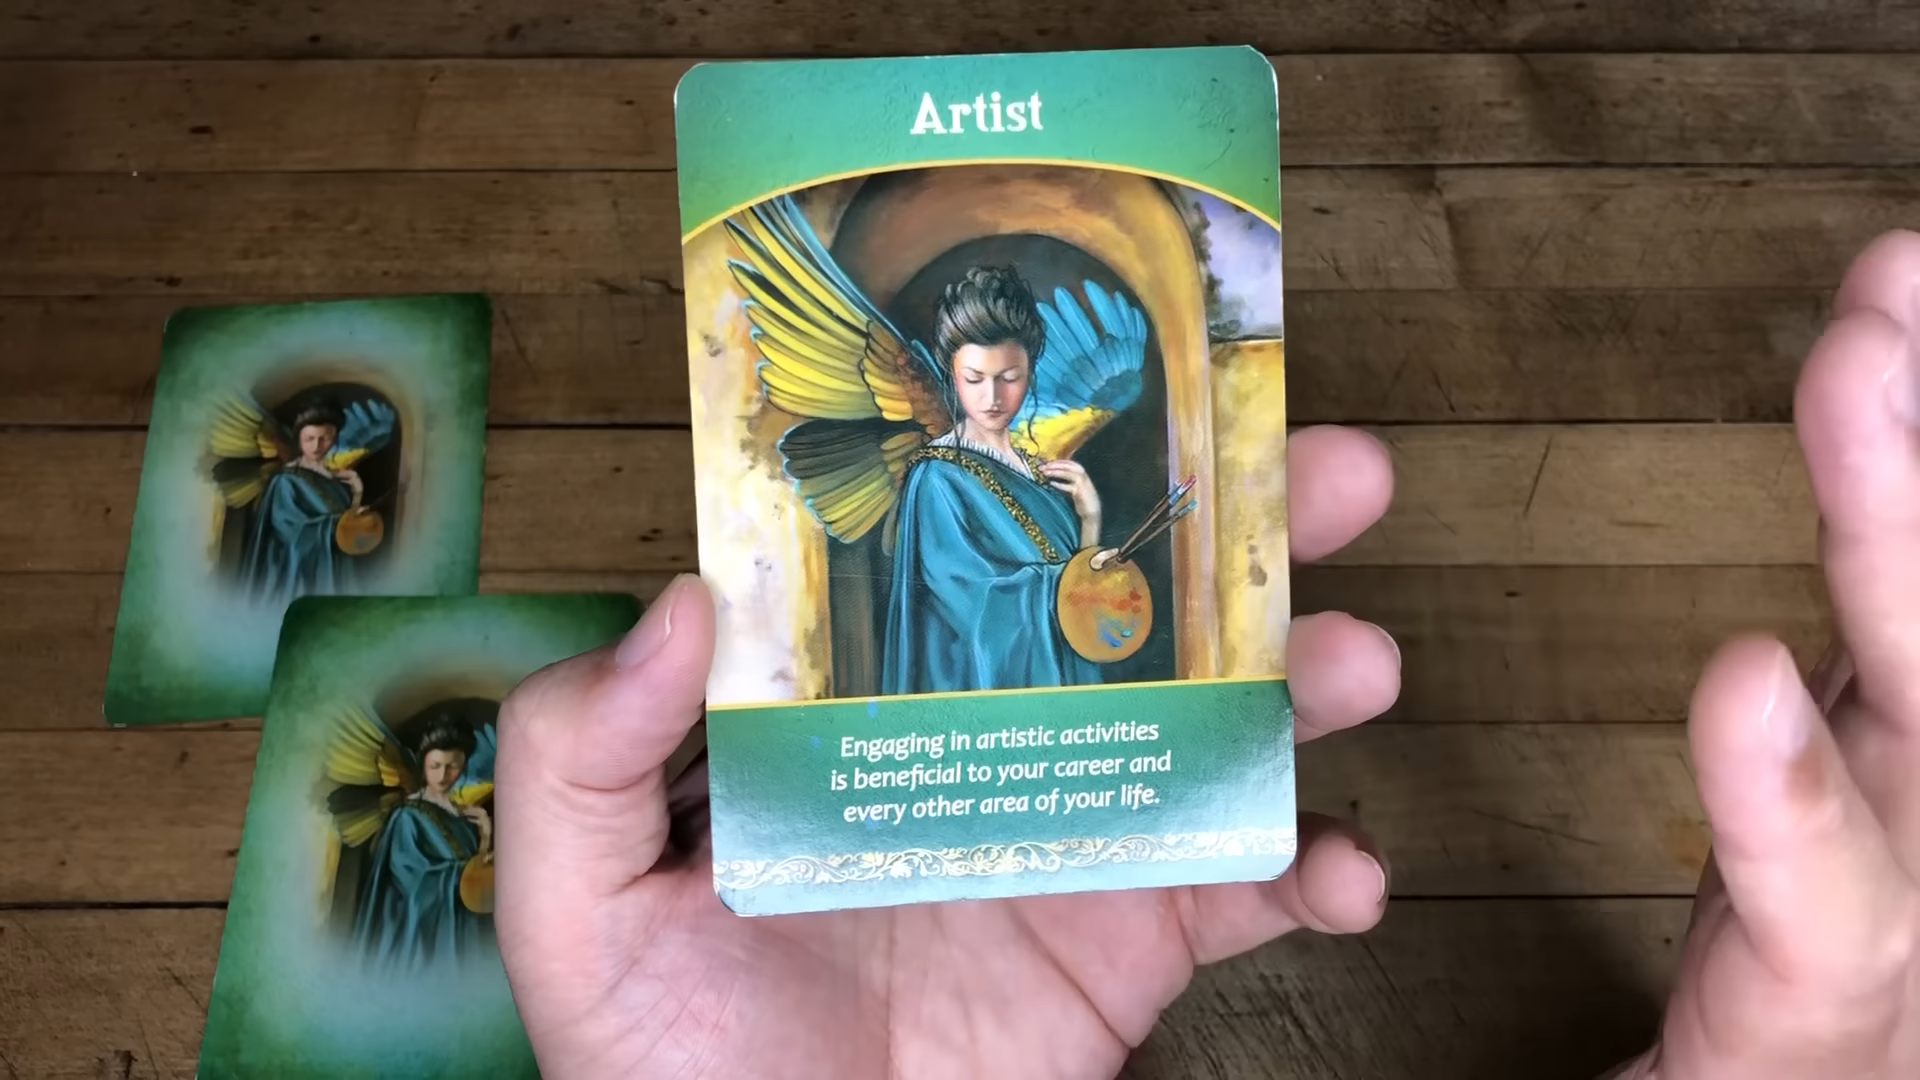 Artist
Engaging in artistic activities
is beneficial to your career and
every other area of your life.